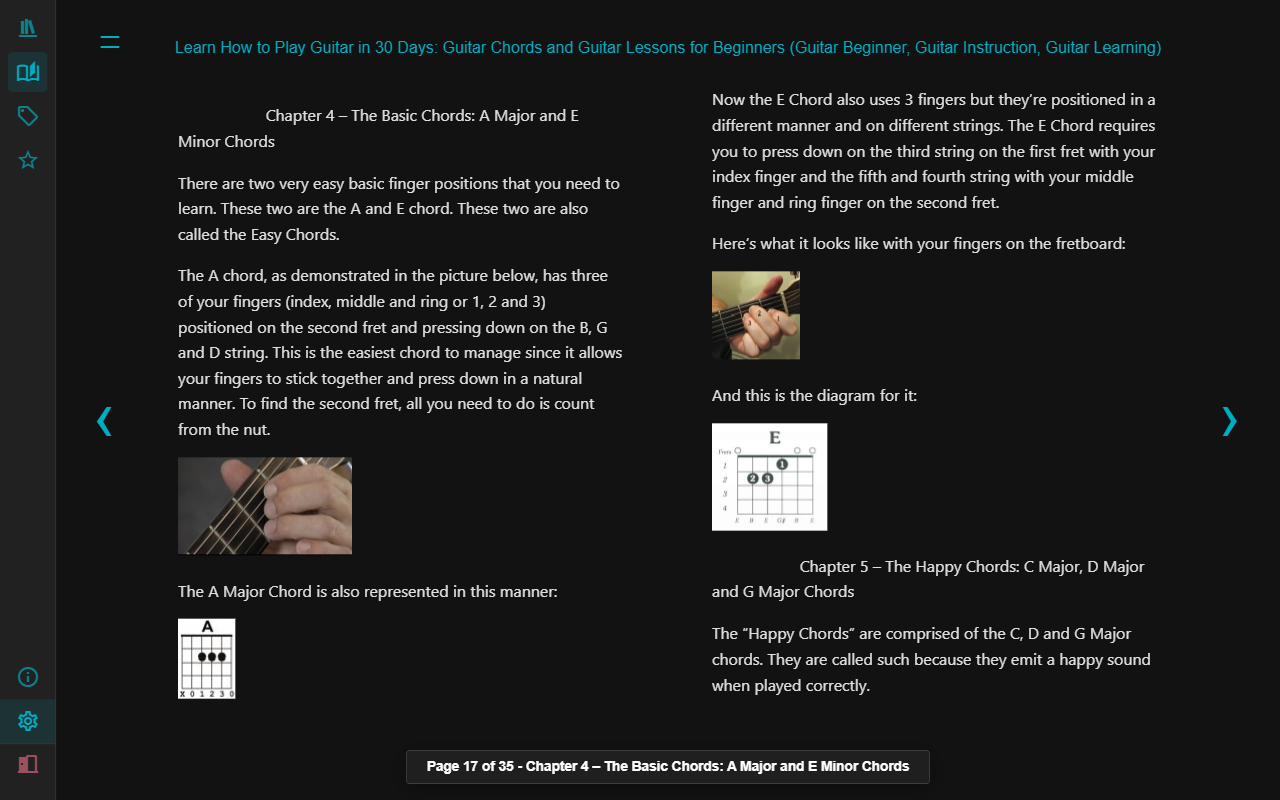 Learn How to Play Guitar in 30 Days: Guitar Chords and Guitar Lessons for Beginners (Guitar Beginner, Guitar Instruction, Guitar Learning)
Chapter 4 – The Basic Chords: A Major and E
Minor Chords
There are two very easy basic finger positions that you need to
learn. These two are the A and E chord. These two are also
called the Easy Chords.
The A chord, as demonstrated in the picture below, has three
of your fingers (index, middle and ring or 1, 2 and 3)
positioned on the second fret and pressing down on the B, G
and D string. This is the easiest chord to manage since it allows
your fingers to stick together and press down in a natural
manner. To find the second fret, all you need to do is count
from the nut.
The A Major Chord is also represented in this manner:
A
X 0 1 2 3 0
Now the E Chord also uses 3 fingers but they’re positioned in a
different manner and on different strings. The E Chord requires
you to press down on the third string on the first fret with your
index finger and the fifth and fourth string with your middle
finger and ring finger on the second fret.
Here’s what it looks like with your fingers on the fretboard:
2
3
1
And this is the diagram for it:
E
Frets
1 1
2 2 3
3
4
E B E G# B E
Chapter 5 – The Happy Chords: C Major, D Major
and G Major Chords
The “Happy Chords” are comprised of the C, D and G Major
chords. They are called such because they emit a happy sound
when played correctly.
Page 17 of 35 - Chapter 4 – The Basic Chords: A Major and E Minor Chords